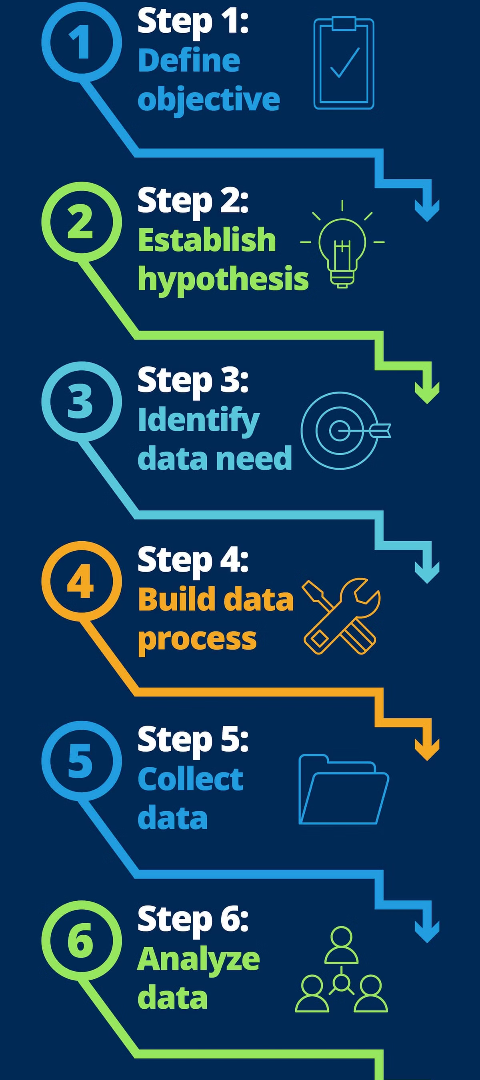 1
Step 1:
Define
objective
2
Step 2:
Establish
hypothesis
3
Step 3:
Identify
data need
4
Step 4:
Build data
process
5
Step 5:
Collect
data
6
Step 6:
Analyze
data